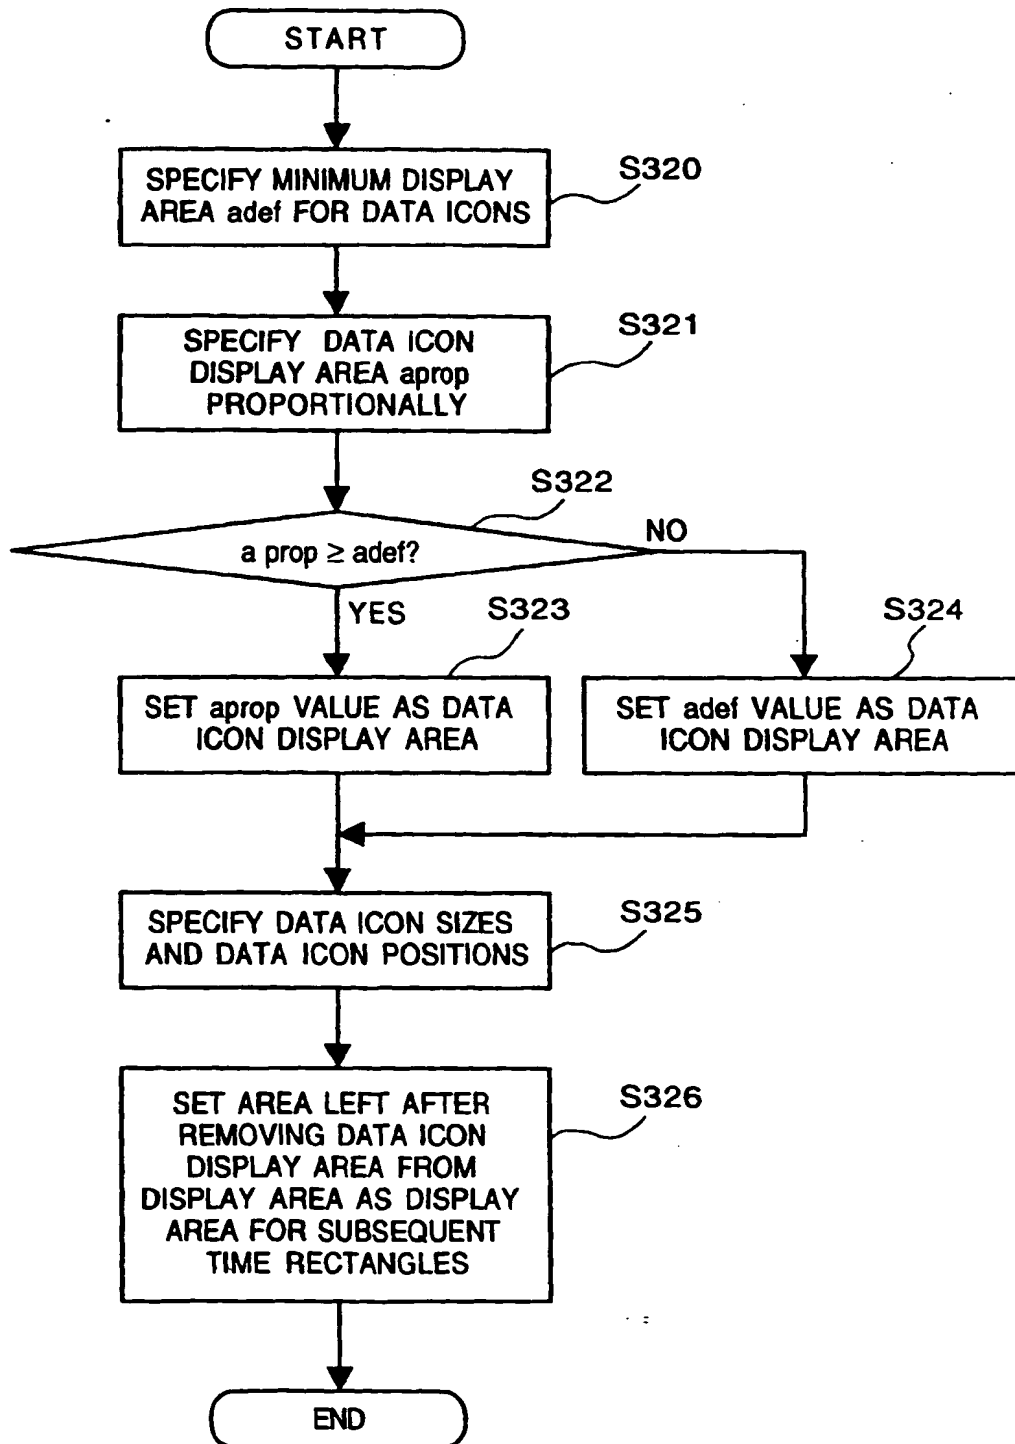 START
SPECIFY MINIMUM DISPLAY
AREA adef FOR DATA ICONS
S320
SPECIFY DATA ICON
DISPLAY AREA aprop
PROPORTIONALLY
S321
S322
a prop ≥ adef?
NO
YES
S323
SET aprop VALUE AS DATA
ICON DISPLAY AREA
S324
SET adef VALUE AS DATA
ICON DISPLAY AREA
SPECIFY DATA ICON SIZES
AND DATA ICON POSITIONS
S325
SET AREA LEFT AFTER
REMOVING DATA ICON
DISPLAY AREA FROM
DISPLAY AREA AS DISPLAY
AREA FOR SUBSEQUENT
TIME RECTANGLES
S326
END